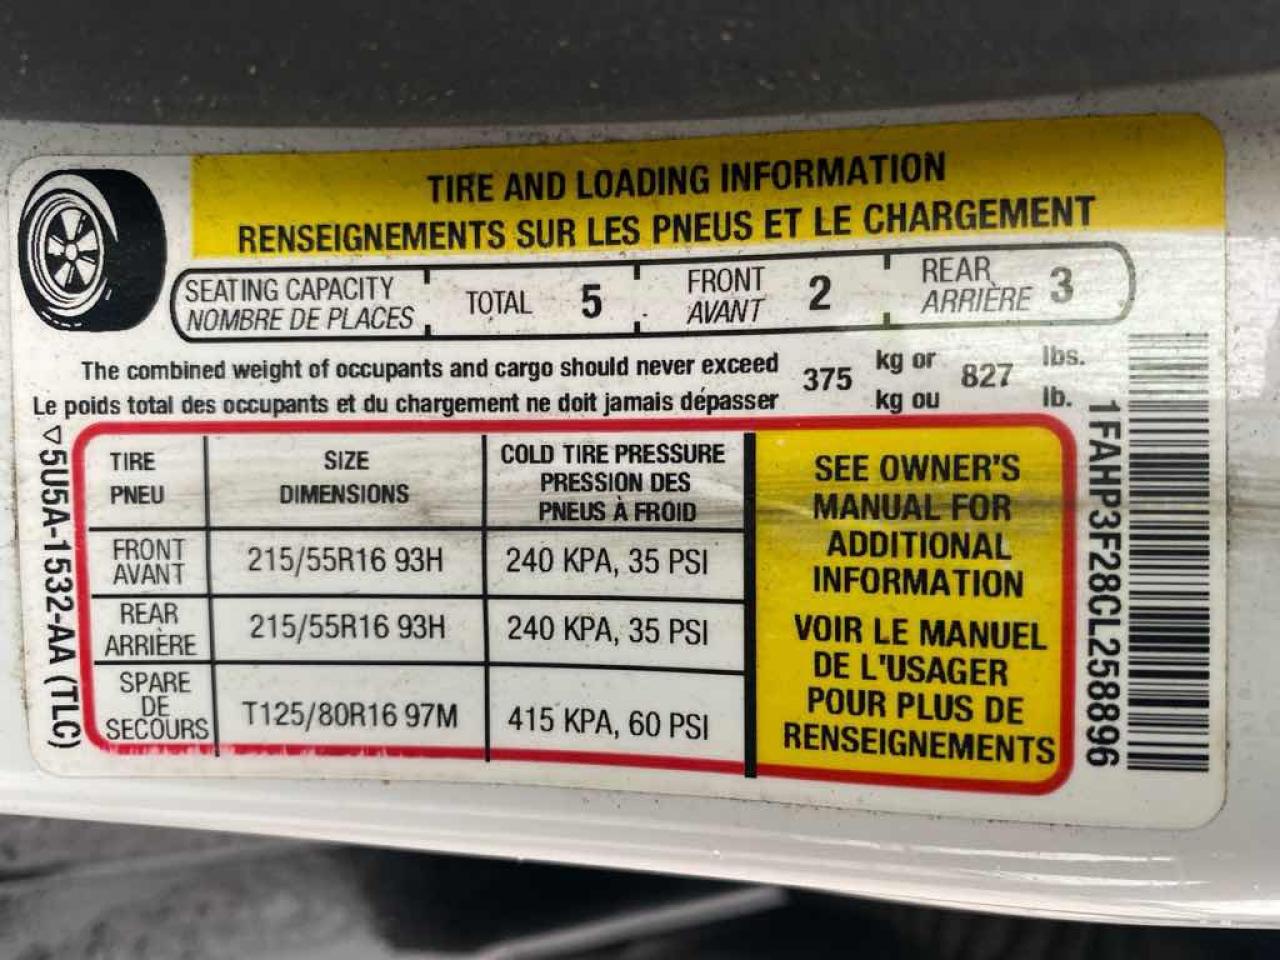 TIRE AND LOADING INFORMATION
RENSEIGNEMENTS SUR LES PNEUS ET LE CHARGEMENT
SEATING CAPACITY
NOMBRE DE PLACES
TOTAL 5
FRONT
AVANT
2
REAR
ARRIÈRE
3
The combined weight of occupants and cargo should never exceed
Le poids total des occupants et du chargement ne doit jamais dépasser
375
kg or
kg ou
827
lbs.
lb.
TIRE
PNEU
SIZE
DIMENSIONS
COLD TIRE PRESSURE
PRESSION DES
PNEUS À FROID
FRONT
AVANT
215/55R16 93H
240 KPA, 35 PSI
REAR
ARRIÈRE
215/55R16 93H
240 KPA, 35 PSI
SPARE
DE
SECOURS
T125/80R16 97M
415 KPA, 60 PSI
SEE OWNER'S
MANUAL FOR
ADDITIONAL
INFORMATION
VOIR LE MANUEL
DE L'USAGER
POUR PLUS DE
RENSEIGNEMENTS
▽5U5A-1532-AA (TLC)
1FAHP3F28CL258896